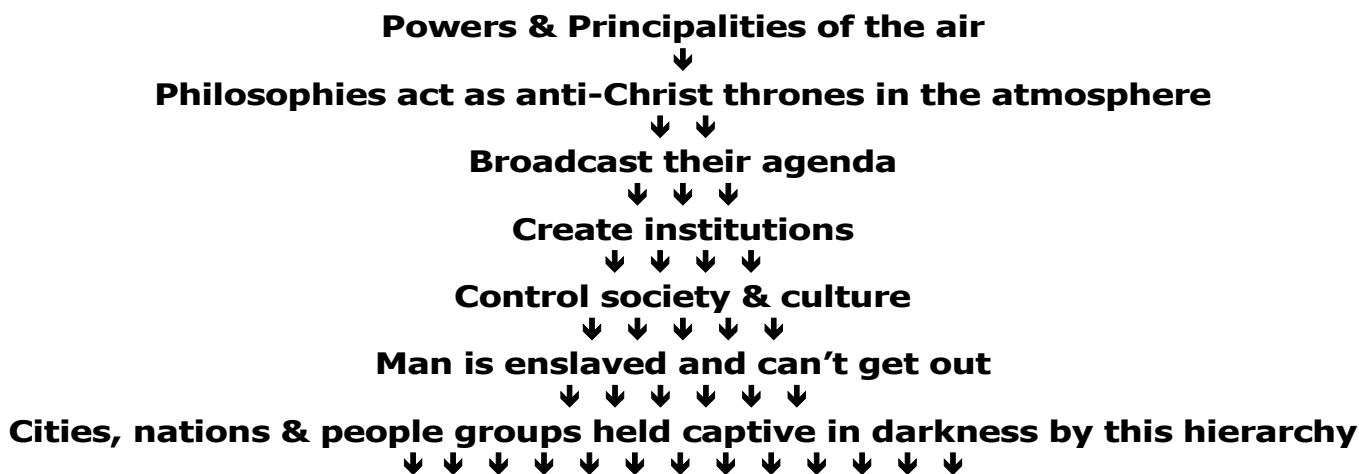 Powers & Principalities of the air
Philosophies act as anti-Christ thrones in the atmosphere
Broadcast their agenda
Create institutions
Control society & culture
Man is enslaved and can’t get out
Cities, nations & people groups held captive in darkness by this hierarchy